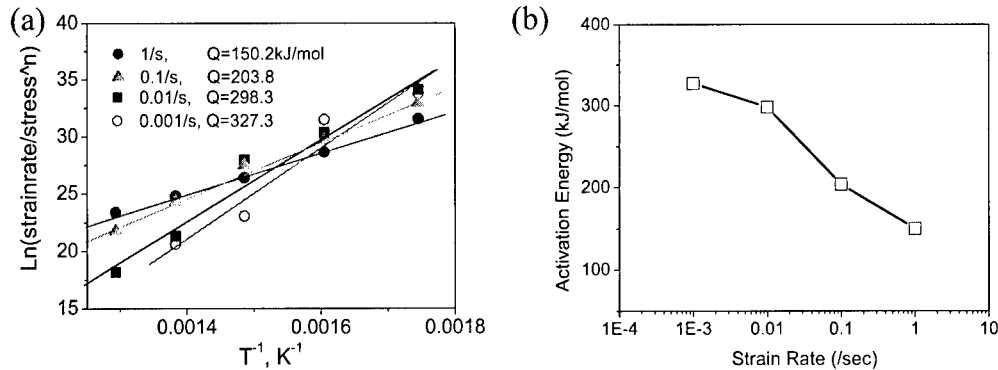 (a)
40
35
30
25
20
15
Ln(strainrate/stress^n)
1/s, Q=150.2kJ/mol
0.1/s, Q=203.8
0.01/s, Q=298.3
0.001/s, Q=327.3
0.0014 0.0016 0.0018
T⁻¹, K⁻¹
(b)
400
300
200
100
Activation Energy (kJ/mol)
1E-4 1E-3 0.01 0.1 1 10
Strain Rate (/sec)